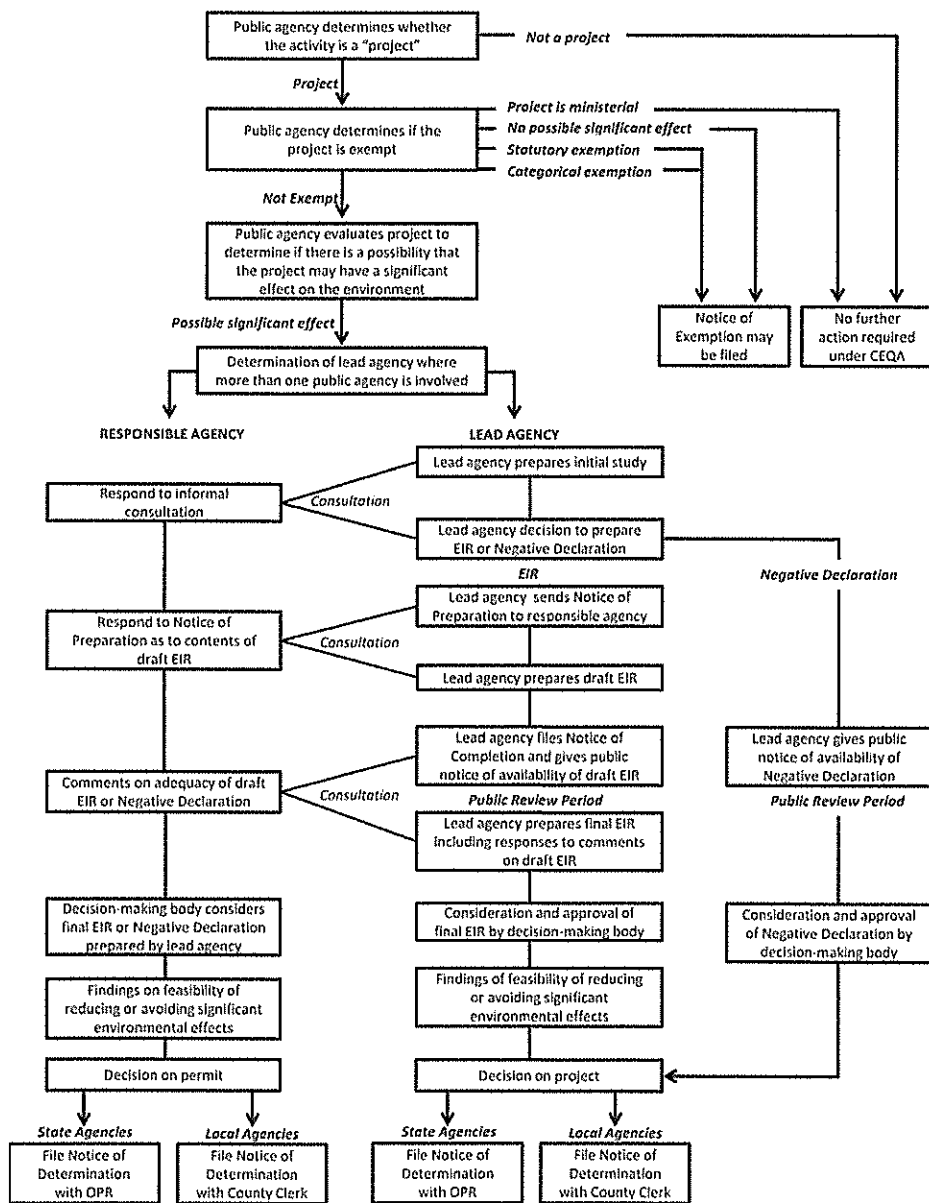 Public agency determines whether
the activity is a "project"
Not a project
Project
Public agency determines if the
project is exempt
Project is ministerial
No possible significant effect
Statutory exemption
Categorical exemption
Not Exempt
Public agency evaluates project to
determine if there is a possibility that
the project may have a significant
effect on the environment
Notice of
Exemption may
be filed
No further
action required
under CEQA
Possible significant effect
Determination of lead agency where
more than one public agency is involved
RESPONSIBLE AGENCY
LEAD AGENCY
Lead agency prepares initial study
Respond to informal
consultation
Consultation
Lead agency decision to prepare
EIR or Negative Declaration
EIR
Negative Declaration
Lead agency sends Notice of
Preparation to responsible agency
Respond to Notice of
Preparation as to contents of
draft EIR
Consultation
Lead agency prepares draft EIR
Lead agency files Notice of
Completion and gives public
notice of availability of draft EIR
Lead agency gives public
notice of availability of
Negative Declaration
Comments on adequacy of draft
EIR or Negative Declaration
Consultation
Public Review Period
Public Review Period
Lead agency prepares final EIR
including responses to comments
on draft EIR
Decision-making body considers
final EIR or Negative Declaration
prepared by lead agency
Consideration and approval of
final EIR by decision-making body
Consideration and approval
of Negative Declaration by
decision-making body
Findings on feasibility of
reducing or avoiding significant
environmental effects
Findings of feasibility of reducing
or avoiding significant
environmental effects
Decision on permit
Decision on project
State Agencies
Local Agencies
State Agencies
Local Agencies
File Notice of
Determination
with OPR
File Notice of
Determination
with County Clerk
File Notice of
Determination
with OPR
File Notice of
Determination
with County Clerk